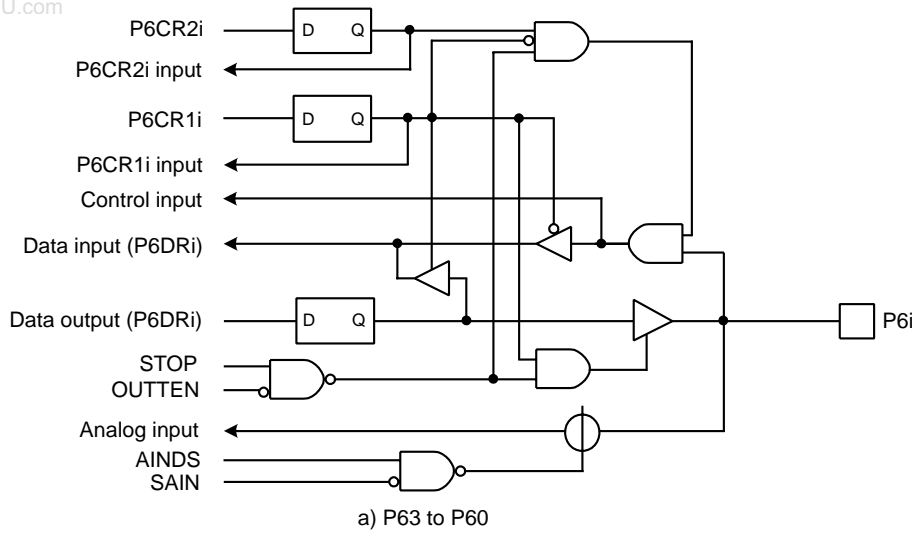 U.com
P6CR2i
D Q
P6CR2i input
P6CR1i
D Q
P6CR1i input
Control input
Data input (P6DRi)
Data output (P6DRi)
D Q
P6i
STOP
OUTTEN
Analog input
AINDS
SAIN
a) P63 to P60